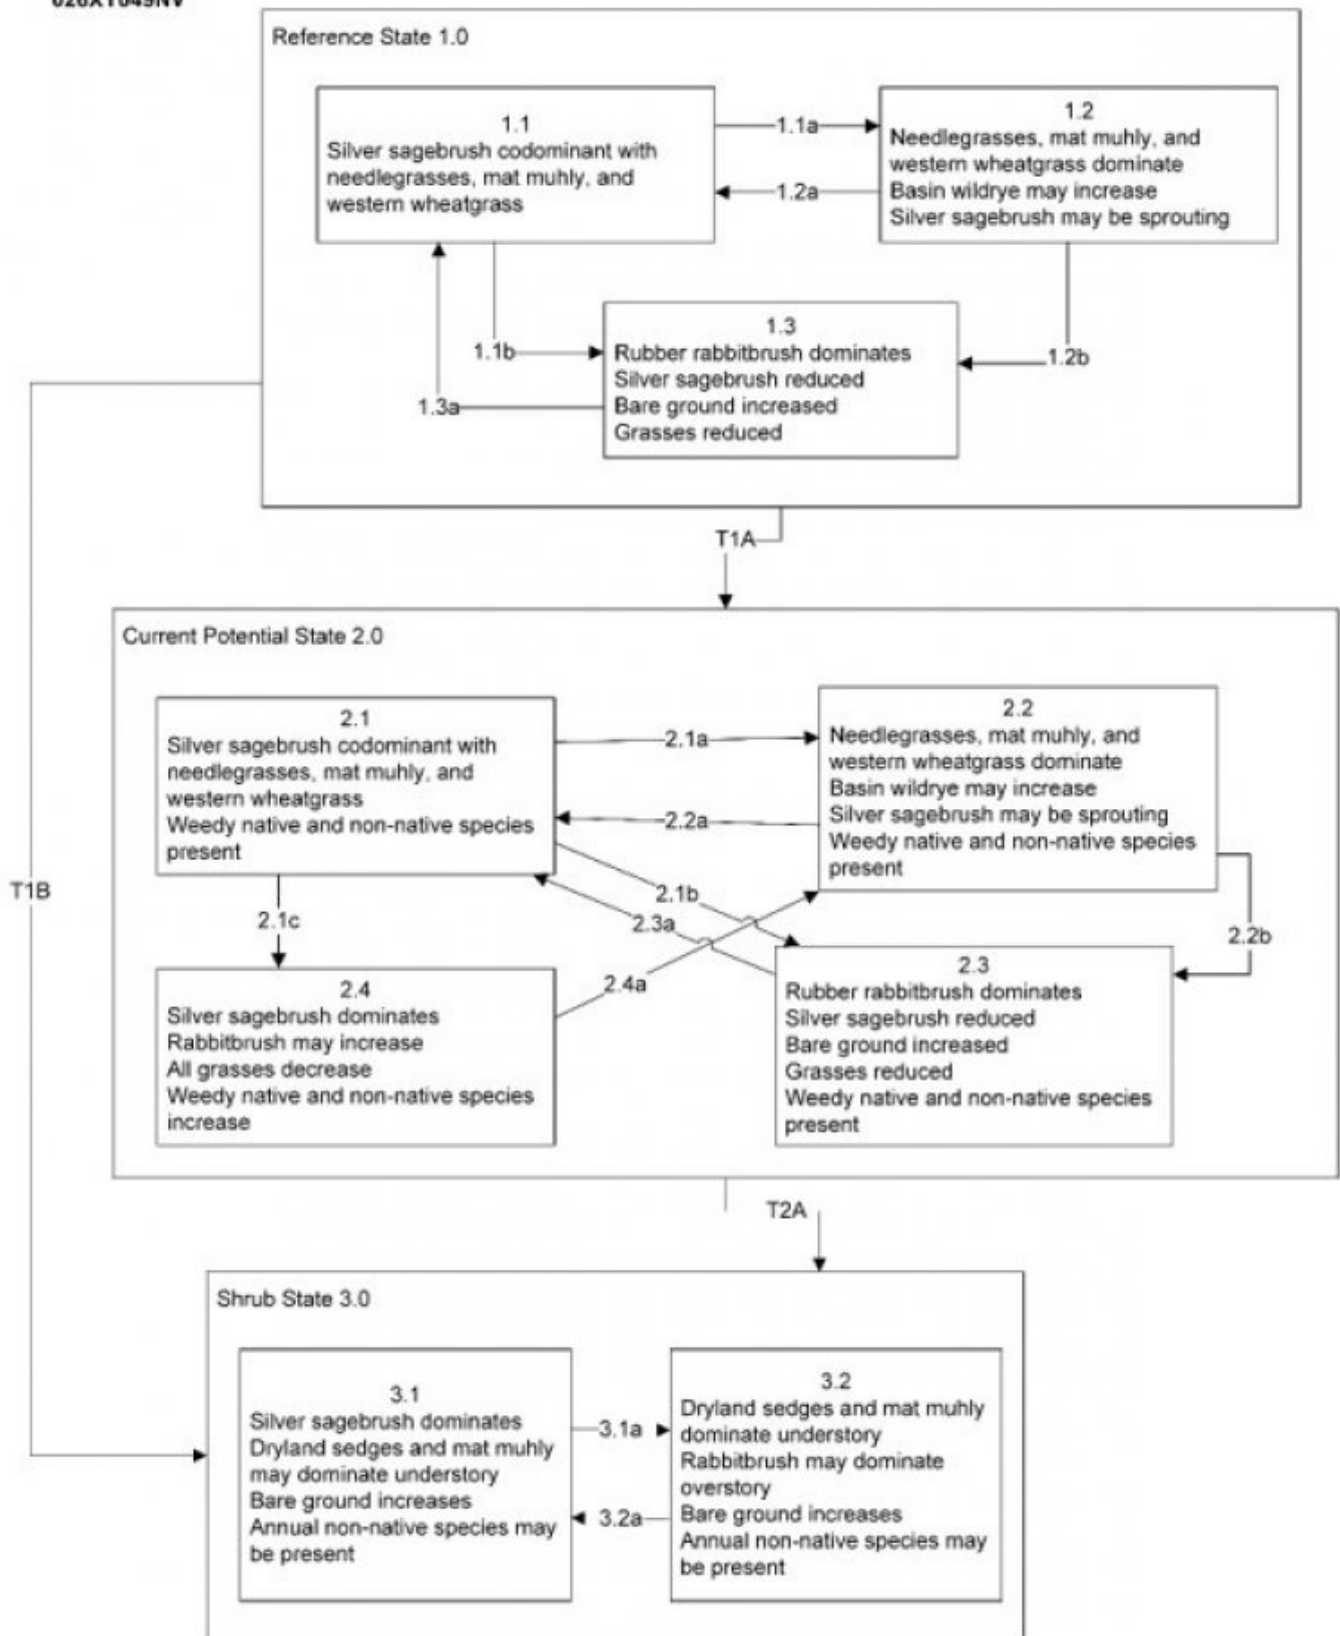 026XY049NV
Reference State 1.0
1.1
Silver sagebrush codominant with
needlegrasses, mat muhly, and
western wheatgrass
1.1a
1.2a
1.2
Needlegrasses, mat muhly, and
western wheatgrass dominate
Basin wildrye may increase
Silver sagebrush may be sprouting
1.3
Rubber rabbitbrush dominates
Silver sagebrush reduced
Bare ground increased
Grasses reduced
1.1b
1.2b
1.3a
T1A
T1B
Current Potential State 2.0
2.1
Silver sagebrush codominant with
needlegrasses, mat muhly, and
western wheatgrass
Weedy native and non-native species
present
2.1a
2.2a
2.2
Needlegrasses, mat muhly, and
western wheatgrass dominate
Basin wildrye may increase
Silver sagebrush may be sprouting
Weedy native and non-native species
present
2.1b
2.3a
2.1c
2.4a
2.2b
2.4
Silver sagebrush dominates
Rabbitbrush may increase
All grasses decrease
Weedy native and non-native species
increase
2.3
Rubber rabbitbrush dominates
Silver sagebrush reduced
Bare ground increased
Grasses reduced
Weedy native and non-native species
present
T2A
Shrub State 3.0
3.1
Silver sagebrush dominates
Dryland sedges and mat muhly
may dominate understory
Bare ground increases
Annual non-native species may
be present
3.1a
3.2a
3.2
Dryland sedges and mat muhly
dominate understory
Rabbitbrush may dominate
overstory
Bare ground increases
Annual non-native species may
be present